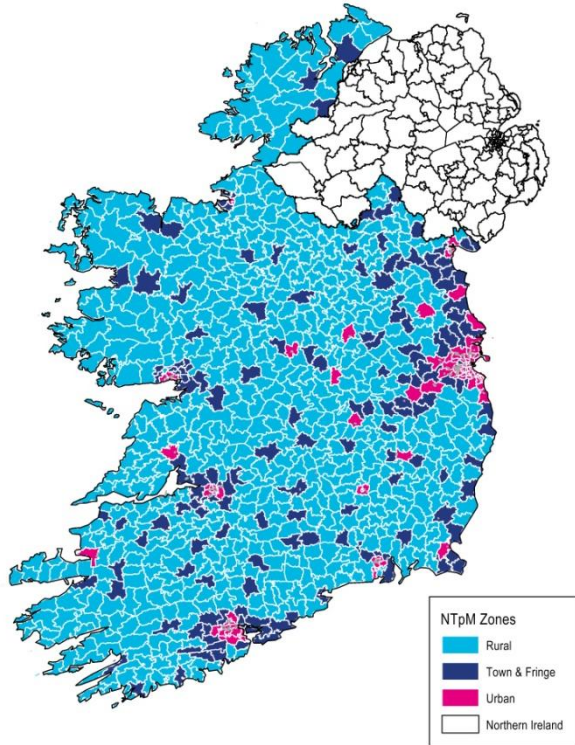 NTpM Zones
Rural
Town & Fringe
Urban
Northern Ireland